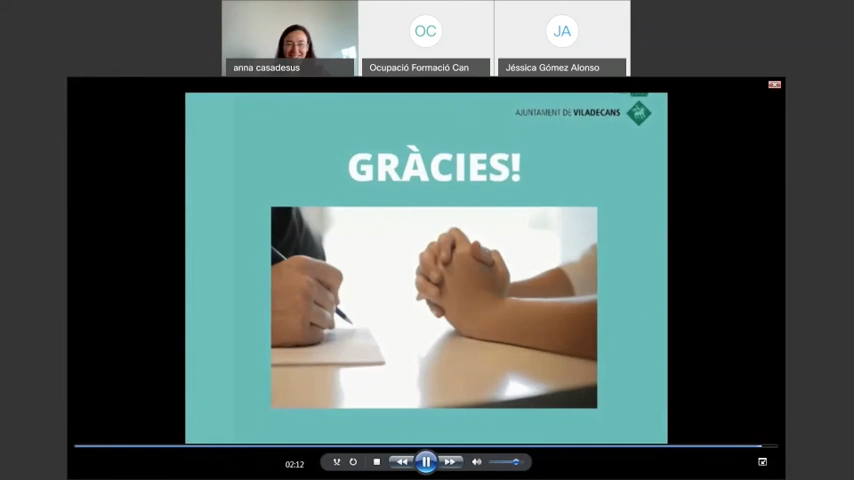 OC
JA
anna casadesus
Ocupació Formació Can
Jéssica Gómez Alonso
AJUNTAMENT DE VILADECANS
GRÀCIES!
02:12